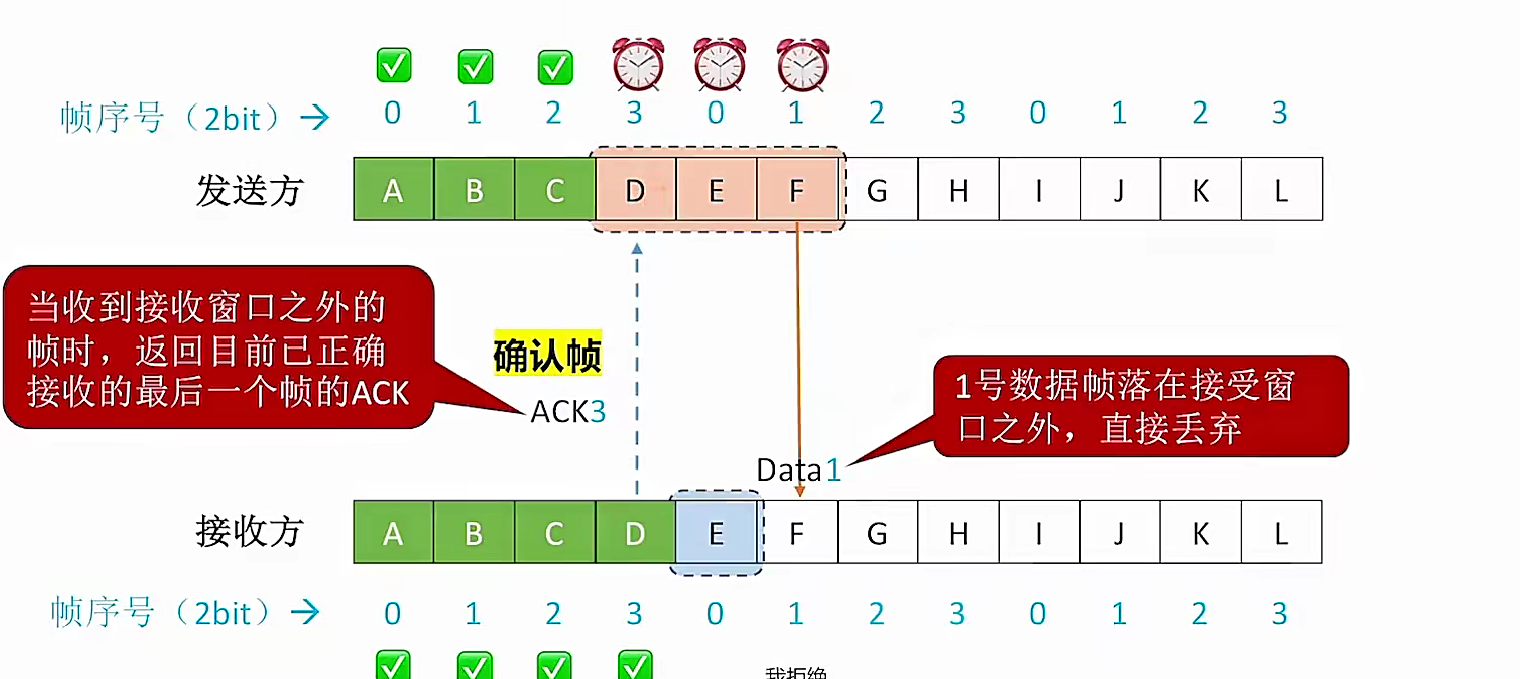 帧序号（2bit）→ 0 1 2 3 0 1 2 3 0 1 2 3
发送方 A B C D E F G H I J K L
当收到接收窗口之外的
帧时，返回目前已正确
接收的最后一个帧的ACK
确认帧
ACK3
1号数据帧落在接受窗
口之外，直接丢弃
Data1
接收方 A B C D E F G H I J K L
帧序号（2bit）→ 0 1 2 3 0 1 2 3 0 1 2 3
我拒绝